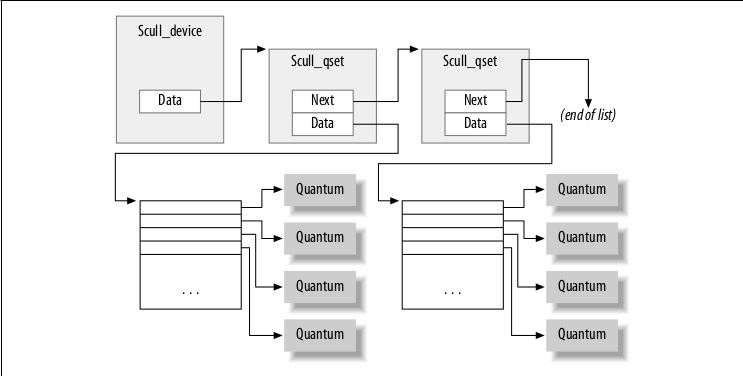 Scull_device
Scull_qset
Scull_qset
Data
Next
Data
Next
Data
(end of list)
Quantum
Quantum
Quantum
Quantum
. . .
Quantum
Quantum
Quantum
Quantum
. . .